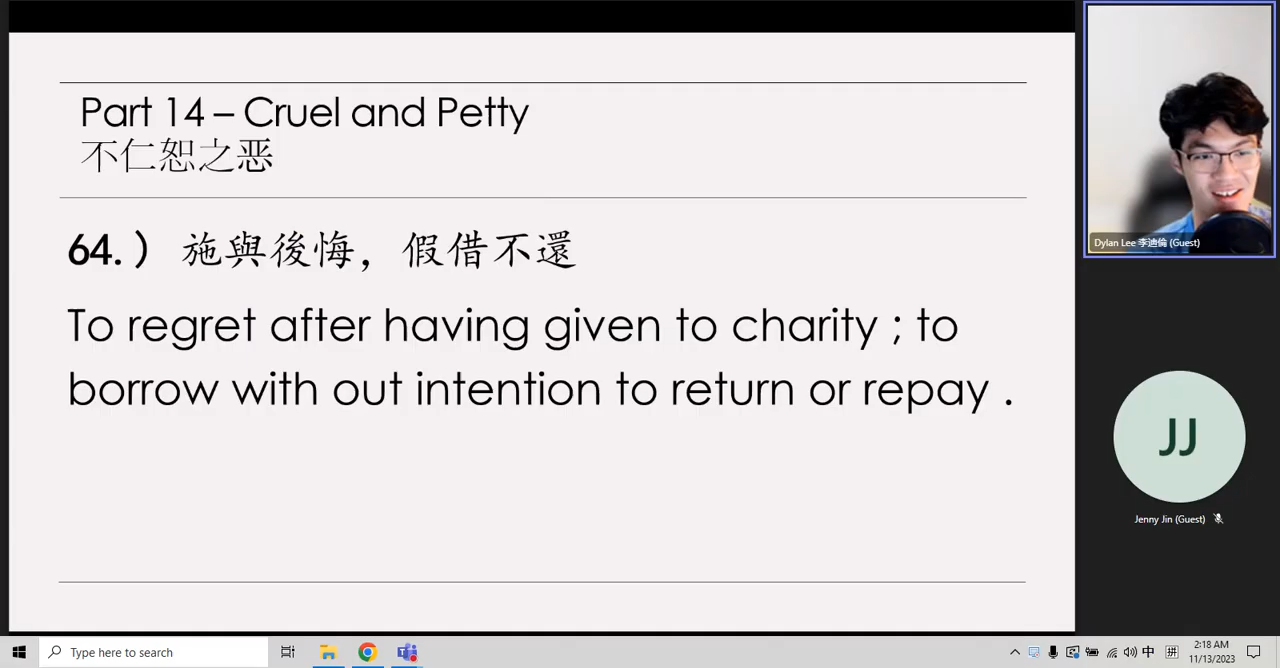 Part 14 – Cruel and Petty
不仁恕之恶
64. ) 施與後悔，假借不還
To regret after having given to charity ; to
borrow with out intention to return or repay .
Dylan Lee 李迪倫 (Guest)
JJ
Jenny Jin (Guest)
Type here to search
中
拼
2:18 AM
11/13/2023